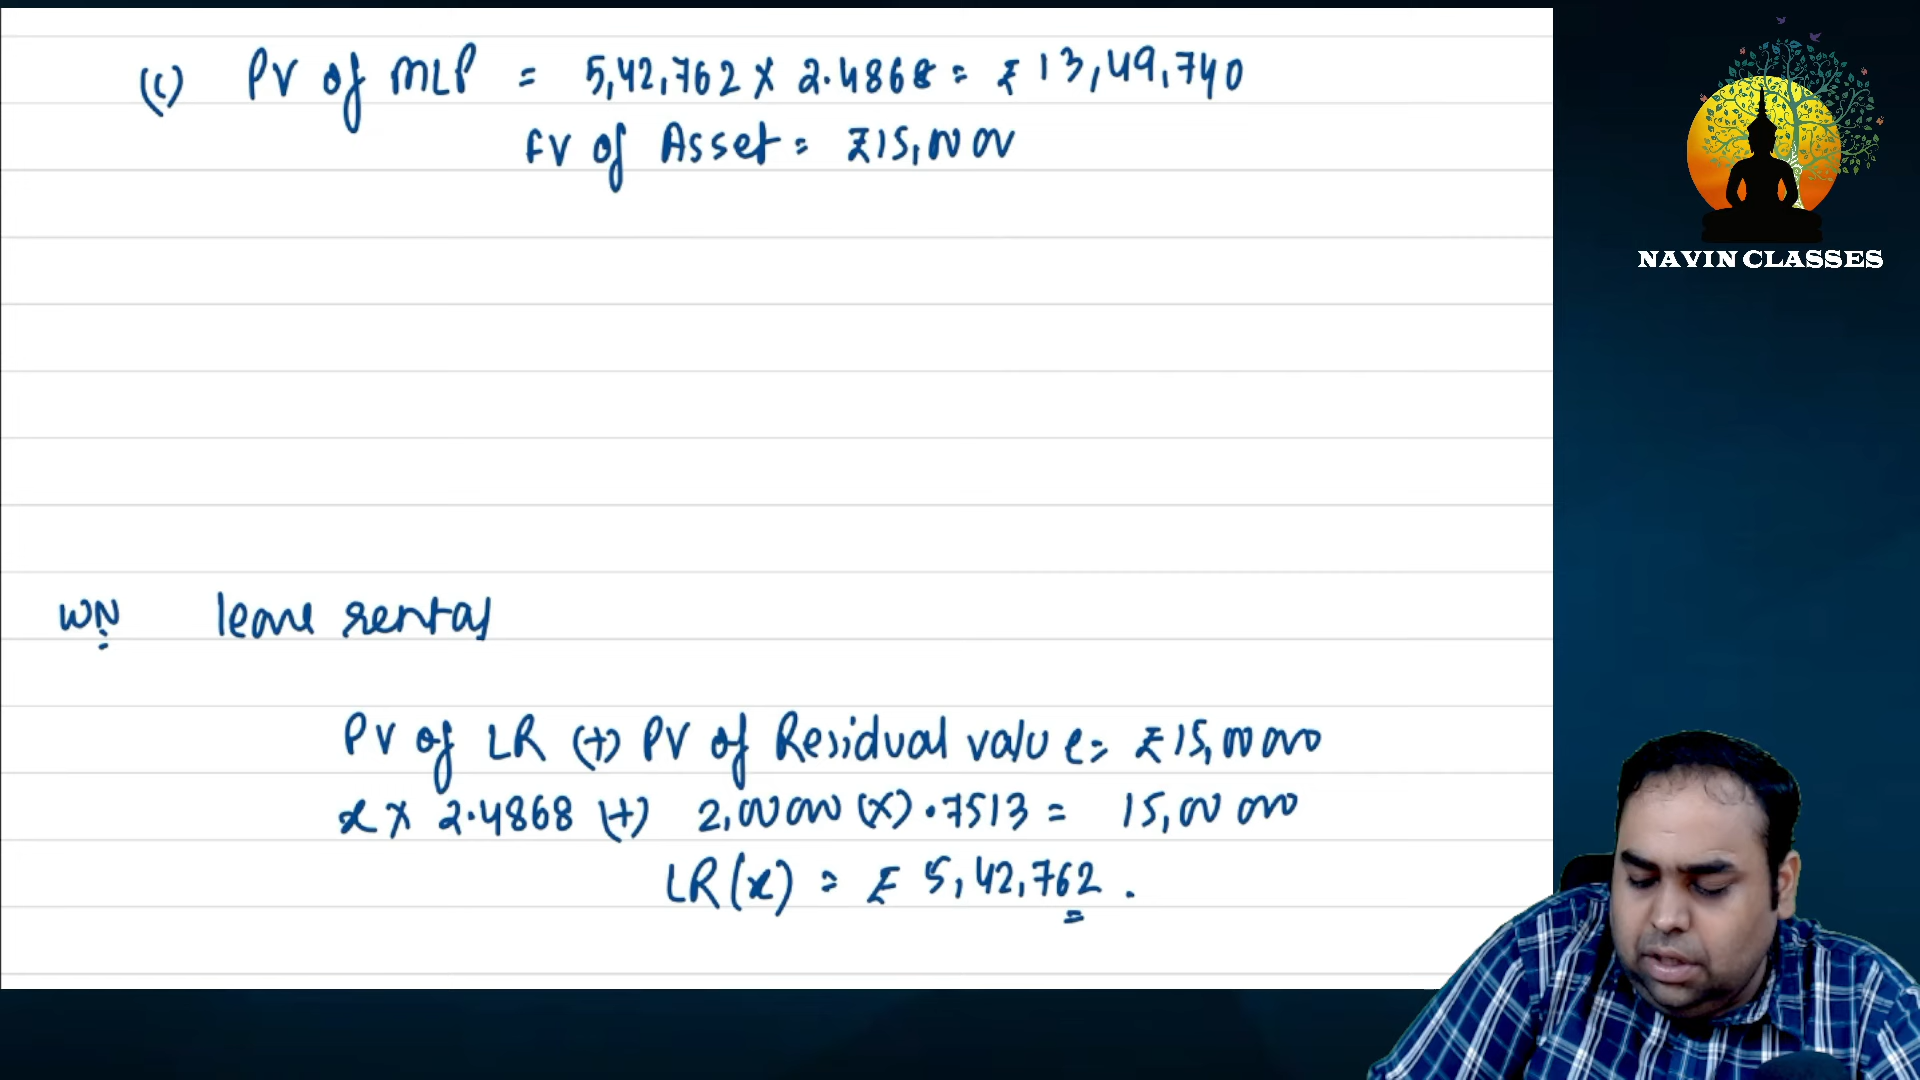 (c) PV of MLP = 5,42,762 X 2.4868 = ₹ 13,49,740
FV of Asset = ₹15,00 00
NAVIN CLASSES
WN lease rental
PV of LR (+) PV of Residual value = ₹15,00 000
x X 2.4868 (+) 2,00 000 (X) .7513 = 15,00 000
LR(x) = ₹ 5,42,762 .